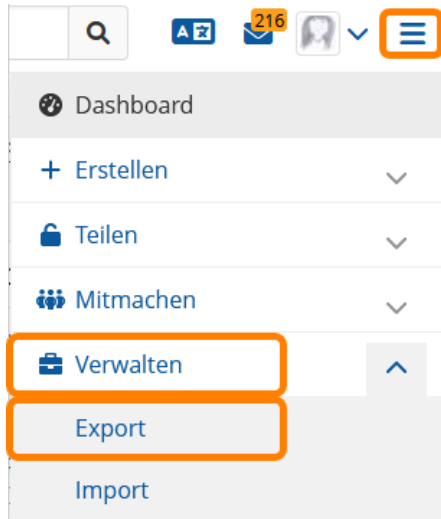 216
Dashboard
Erstellen
Teilen
Mitmachen
Verwalten
Export
Import